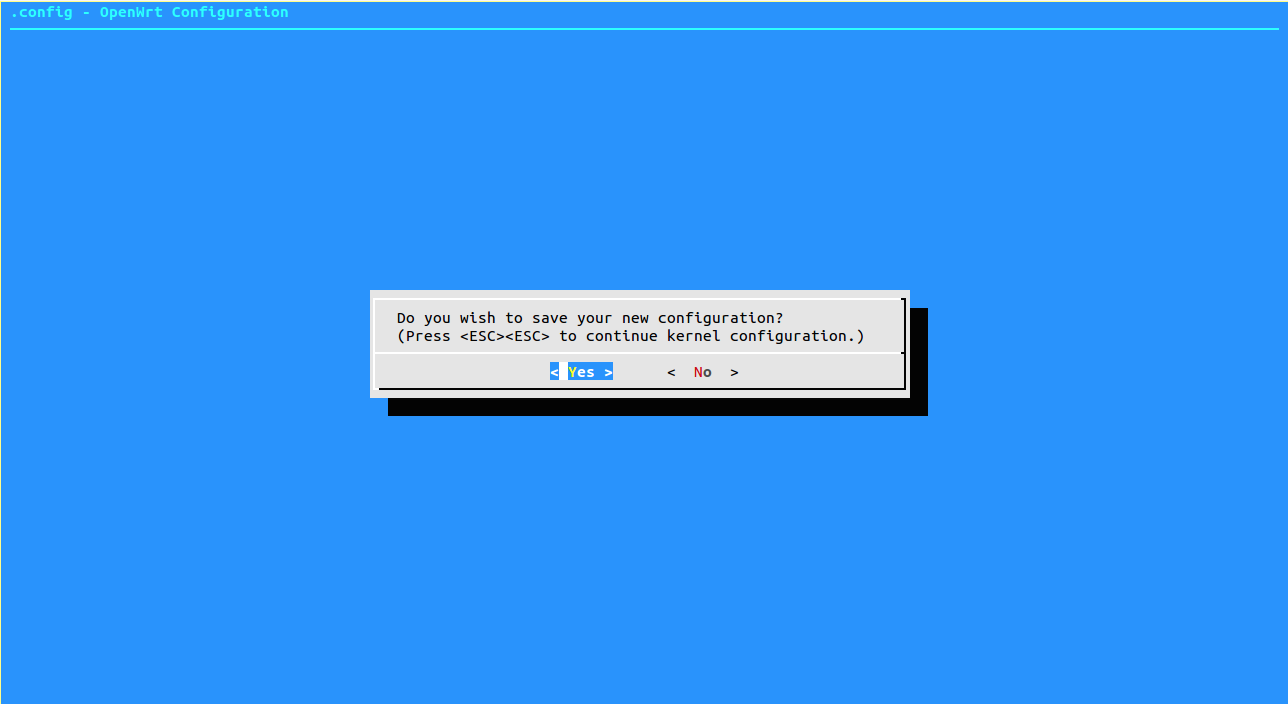 .config - OpenWrt Configuration
Do you wish to save your new configuration?
(Press <ESC><ESC> to continue kernel configuration.)
< Yes > < No >